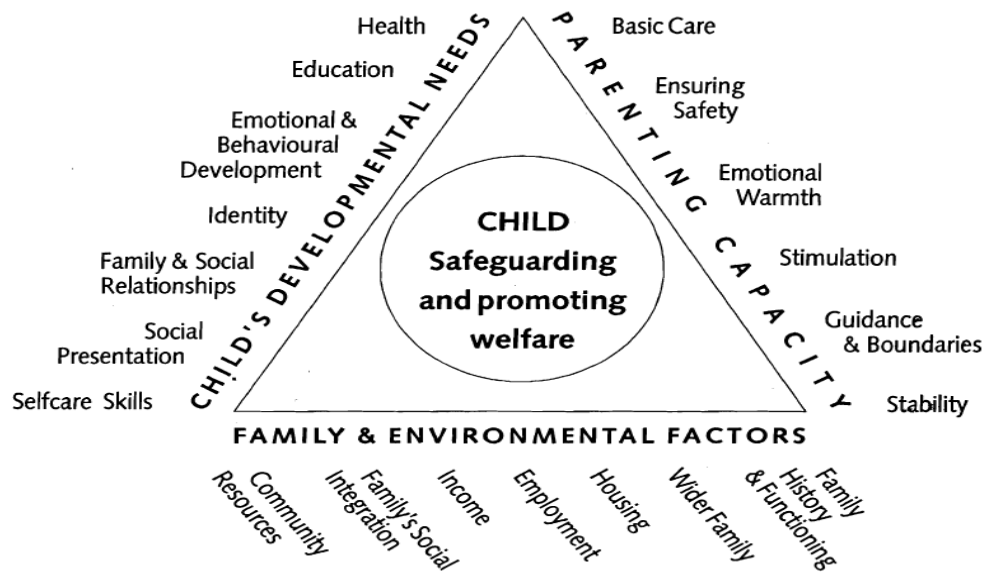 Health
Education
Emotional &
Behavioural
Development
Identity
Family & Social
Relationships
Social
Presentation
Selfcare Skills
CHILD'S DEVELOPMENTAL NEEDS
CHILD
Safeguarding
and promoting
welfare
PARENTING CAPACITY
Basic Care
Ensuring
Safety
Emotional
Warmth
Stimulation
Guidance
& Boundaries
Stability
FAMILY & ENVIRONMENTAL FACTORS
Community
Resources
Family's Social
Integration
Income
Employment
Housing
Wider Family
Family
History
& Functioning